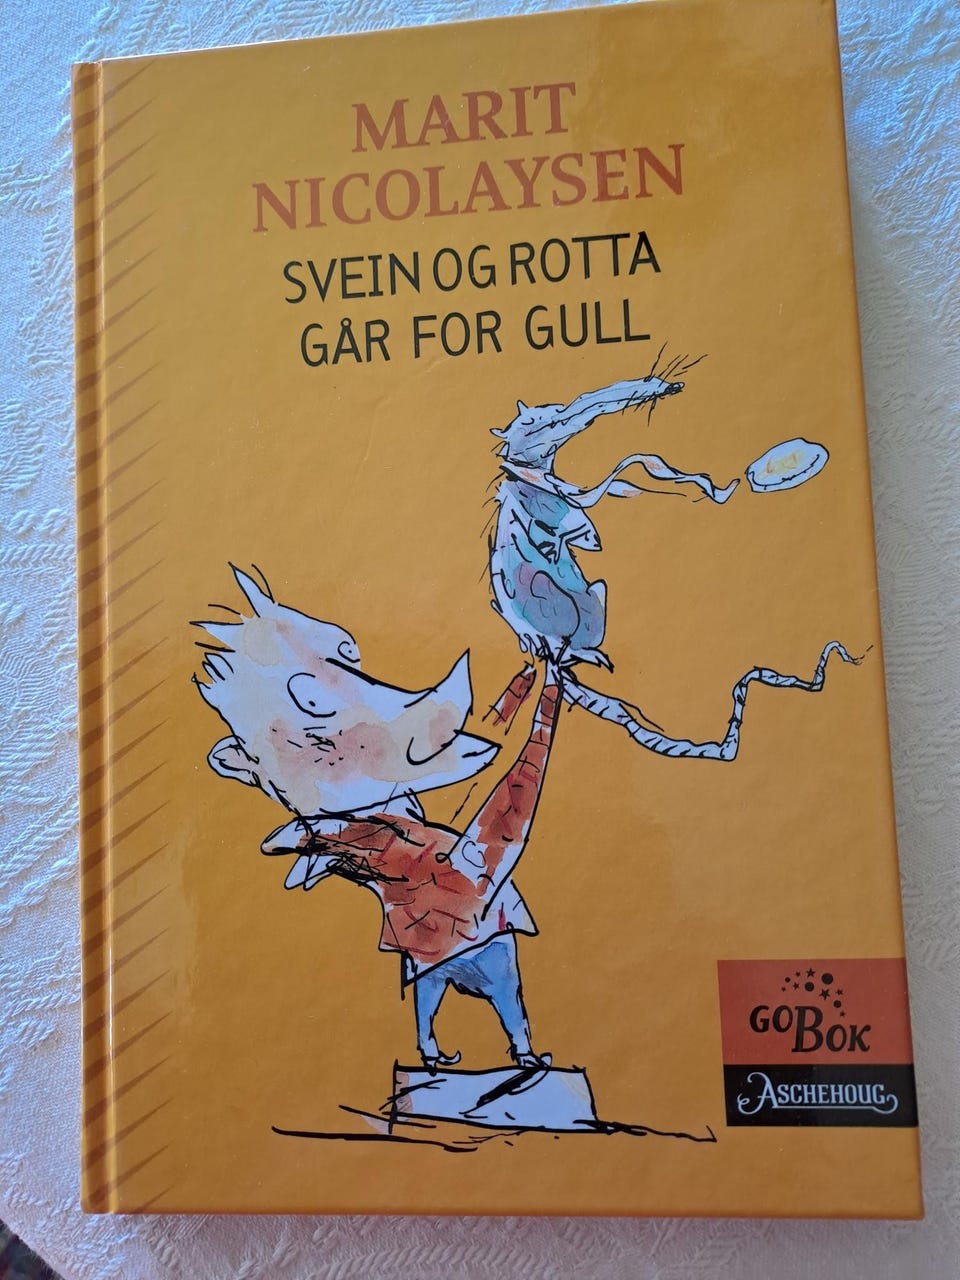 MARIT
NICOLAYSEN
SVEIN OG ROTTA
GÅR FOR GULL
GO BOK
ASCHEHOUG